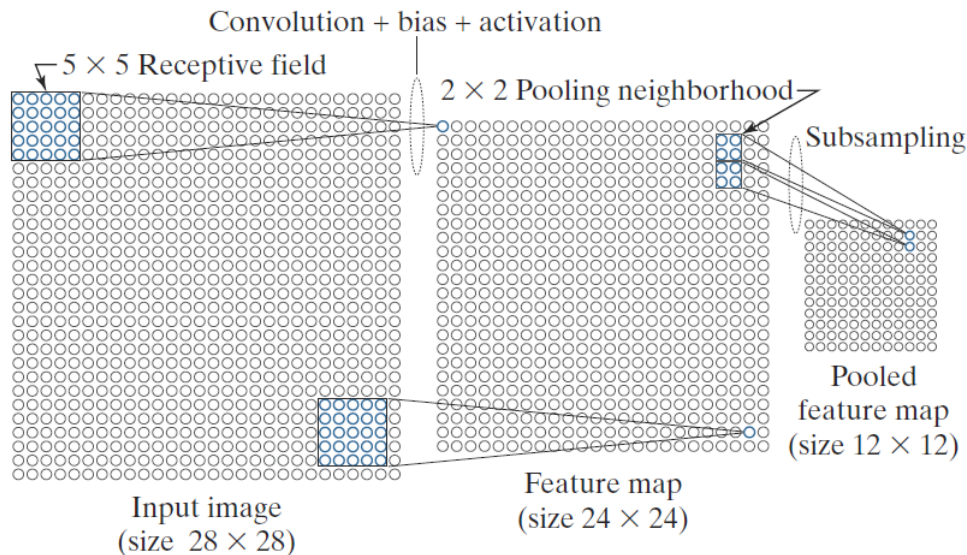 Convolution + bias + activation
5 × 5 Receptive field
2 × 2 Pooling neighborhood
Subsampling
Pooled
feature map
(size 12 × 12)
Feature map
(size 24 × 24)
Input image
(size 28 × 28)